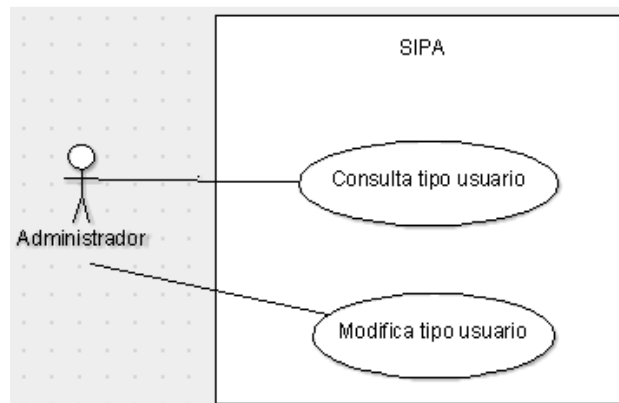 SIPA
Consulta tipo usuario
Administrador
Modifica tipo usuario